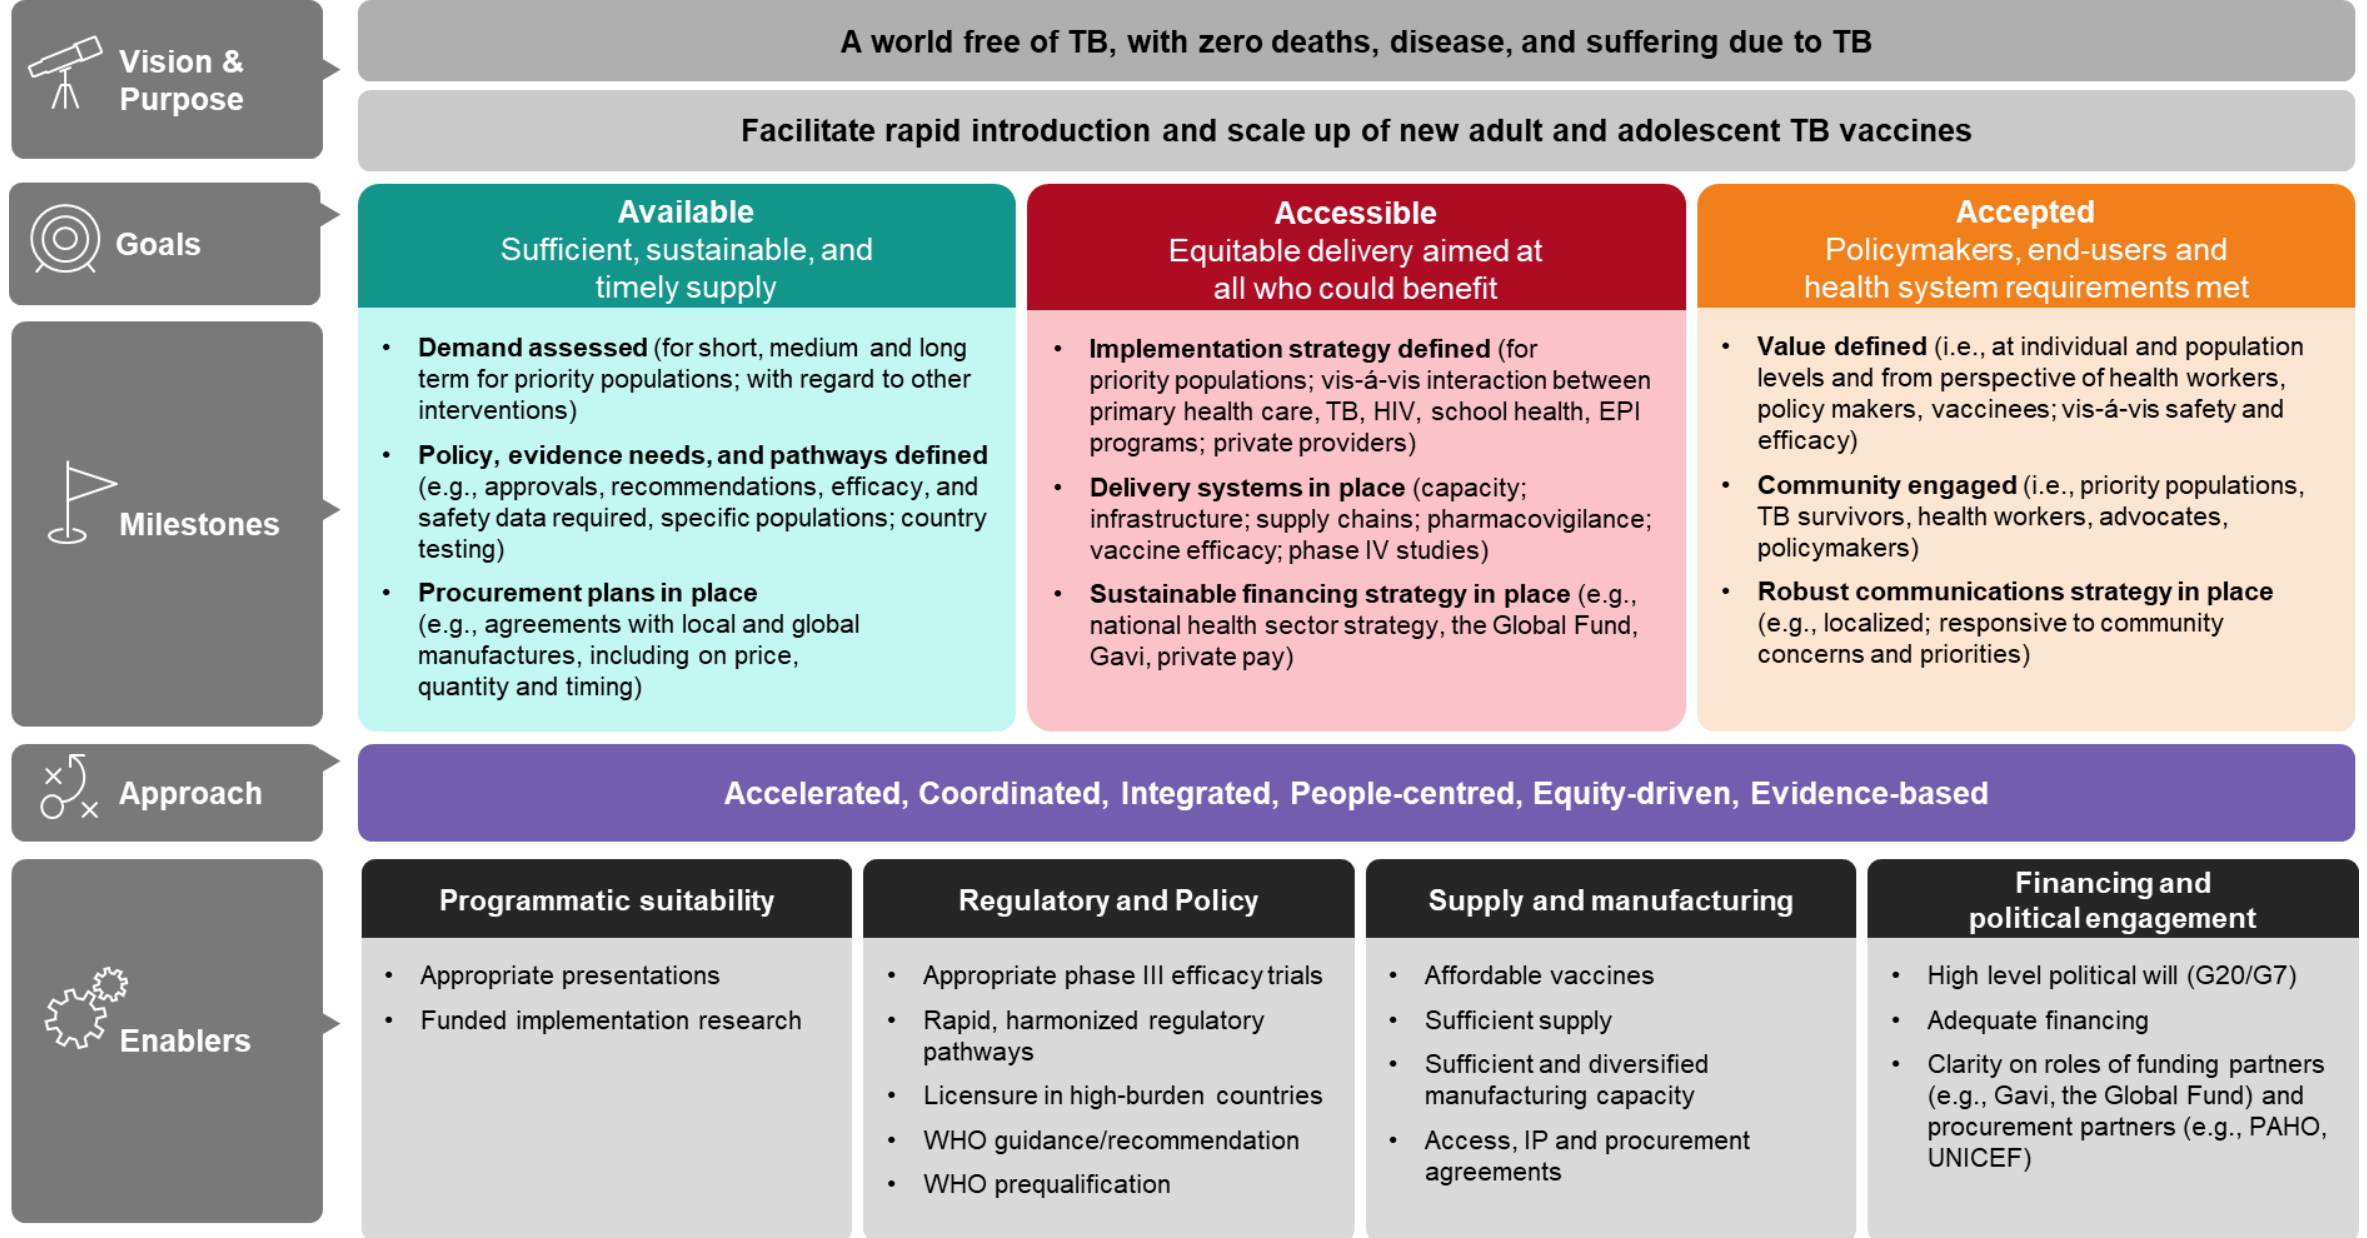 Vision &
Purpose
A world free of TB, with zero deaths, disease, and suffering due to TB
Facilitate rapid introduction and scale up of new adult and adolescent TB vaccines
Goals
Available
Sufficient, sustainable, and
timely supply
Accessible
Equitable delivery aimed at
all who could benefit
Accepted
Policymakers, end-users and
health system requirements met
Milestones
• Demand assessed (for short, medium and long
term for priority populations; with regard to other
interventions)
• Policy, evidence needs, and pathways defined
(e.g., approvals, recommendations, efficacy, and
safety data required, specific populations; country
testing)
• Procurement plans in place
(e.g., agreements with local and global
manufactures, including on price,
quantity and timing)
• Implementation strategy defined (for
priority populations; vis-á-vis interaction between
primary health care, TB, HIV, school health, EPI
programs; private providers)
• Delivery systems in place (capacity;
infrastructure; supply chains; pharmacovigilance;
vaccine efficacy; phase IV studies)
• Sustainable financing strategy in place (e.g.,
national health sector strategy, the Global Fund,
Gavi, private pay)
• Value defined (i.e., at individual and population
levels and from perspective of health workers,
policy makers, vaccinees; vis-á-vis safety and
efficacy)
• Community engaged (i.e., priority populations,
TB survivors, health workers, advocates,
policymakers)
• Robust communications strategy in place
(e.g., localized; responsive to community
concerns and priorities)
Approach
Accelerated, Coordinated, Integrated, People-centred, Equity-driven, Evidence-based
Enablers
Programmatic suitability
• Appropriate presentations
• Funded implementation research
Regulatory and Policy
• Appropriate phase III efficacy trials
• Rapid, harmonized regulatory
pathways
• Licensure in high-burden countries
• WHO guidance/recommendation
• WHO prequalification
Supply and manufacturing
• Affordable vaccines
• Sufficient supply
• Sufficient and diversified
manufacturing capacity
• Access, IP and procurement
agreements
Financing and
political engagement
• High level political will (G20/G7)
• Adequate financing
• Clarity on roles of funding partners
(e.g., Gavi, the Global Fund) and
procurement partners (e.g., PAHO,
UNICEF)